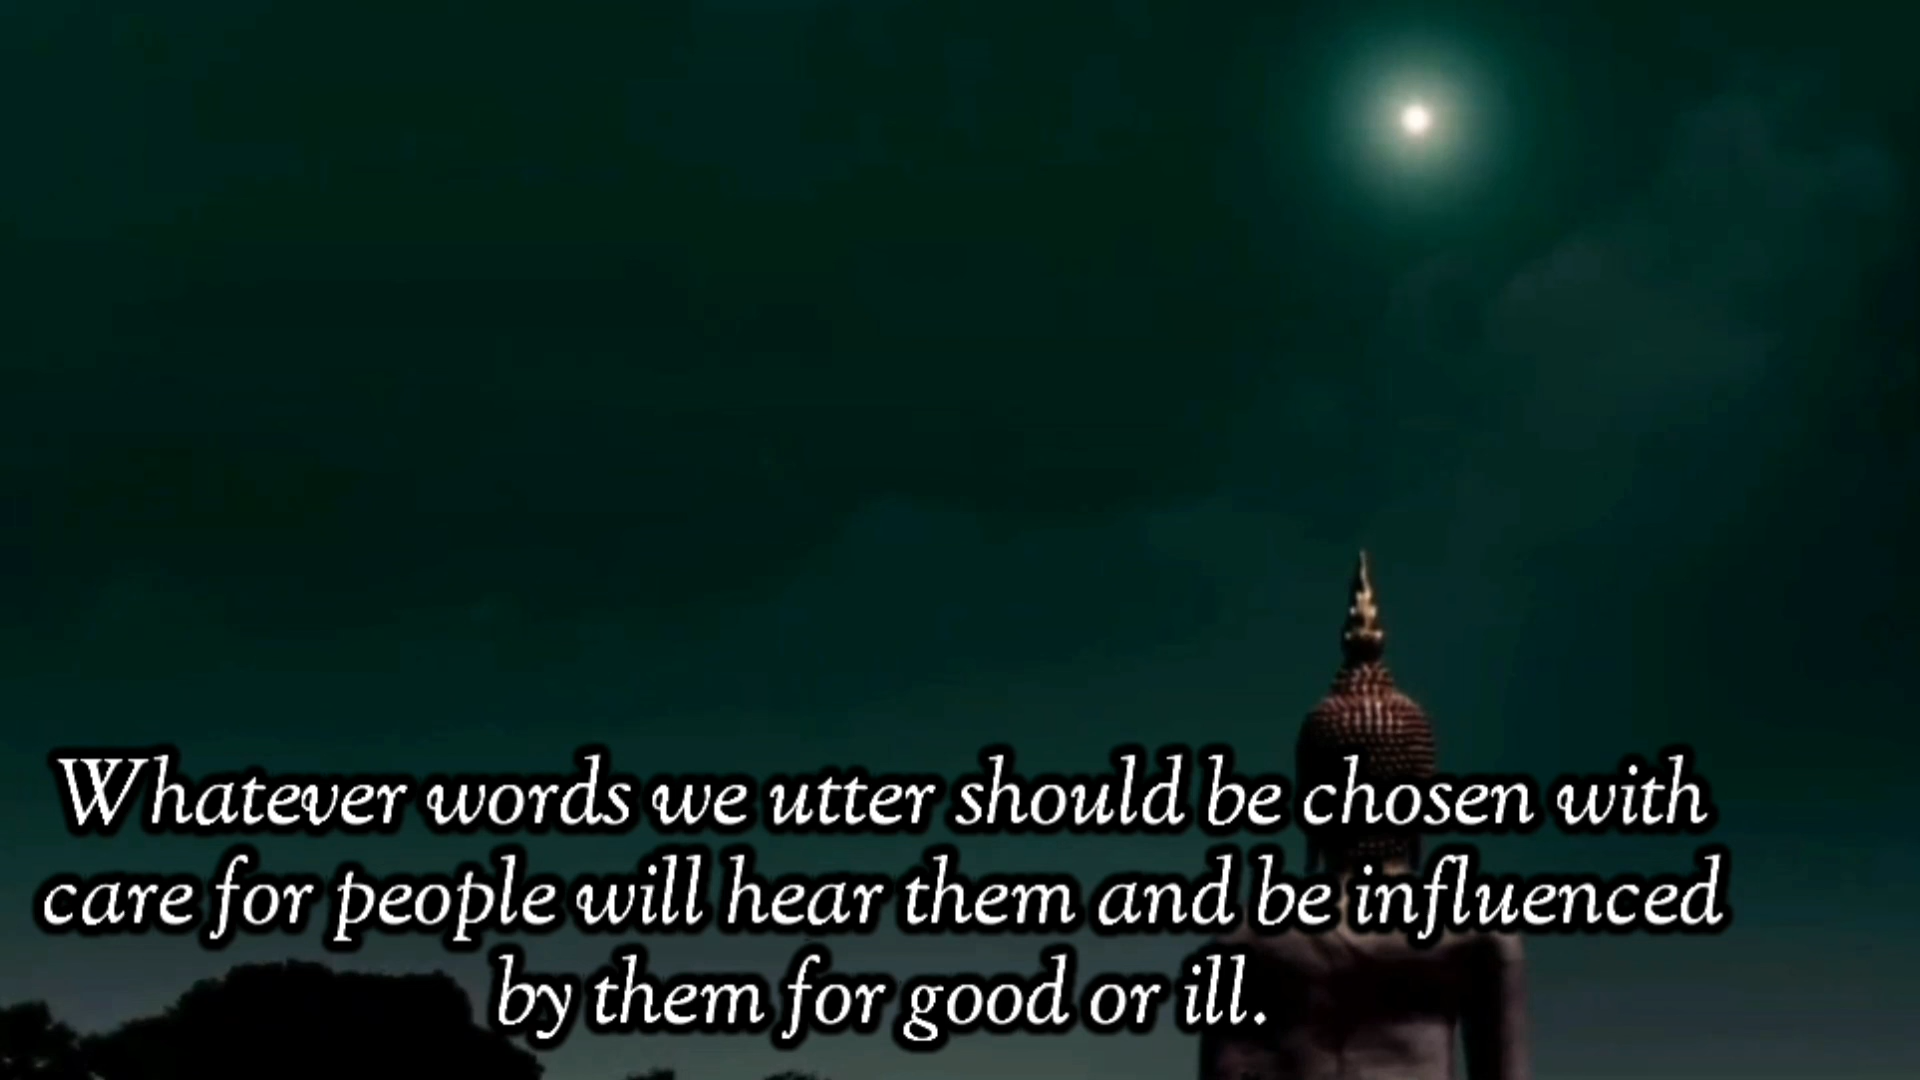 Whatever words we utter should be chosen with
care for people will hear them and be influenced
by them for good or ill.